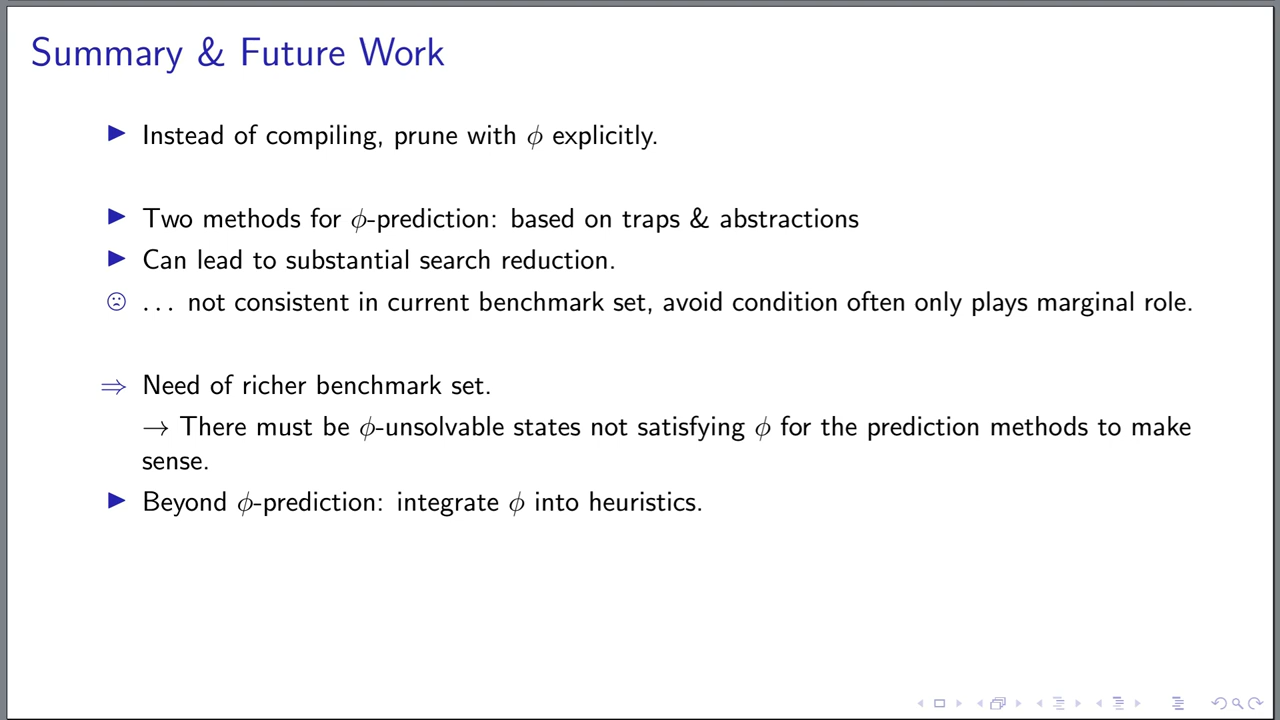 Summary & Future Work
▶ Instead of compiling, prune with ϕ explicitly.
▶ Two methods for ϕ-prediction: based on traps & abstractions
▶ Can lead to substantial search reduction.
☹ ... not consistent in current benchmark set, avoid condition often only plays marginal role.
⇒ Need of richer benchmark set.
→ There must be ϕ-unsolvable states not satisfying ϕ for the prediction methods to make
sense.
▶ Beyond ϕ-prediction: integrate ϕ into heuristics.